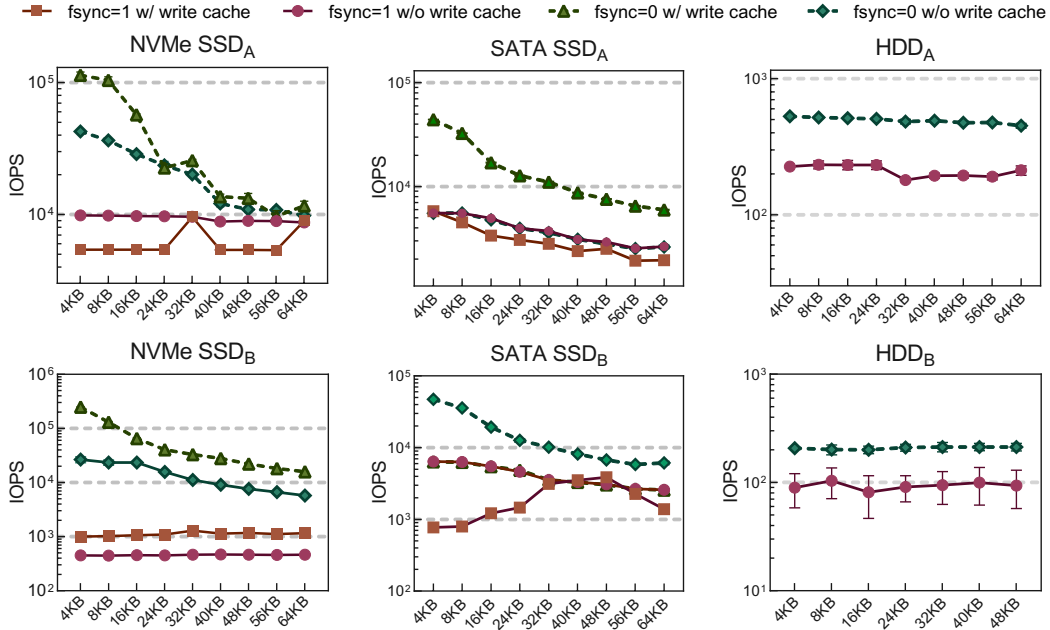 fsync=1 w/ write cache fsync=1 w/o write cache fsync=0 w/ write cache fsync=0 w/o write cache
NVMe SSDA
IOPS
10^5
10^4
4KB 8KB 16KB 24KB 32KB 40KB 48KB 56KB 64KB
SATA SSDA
IOPS
10^5
10^4
4KB 8KB 16KB 24KB 32KB 40KB 48KB 56KB 64KB
HDDA
IOPS
10^3
10^2
4KB 8KB 16KB 24KB 32KB 40KB 48KB 56KB 64KB
NVMe SSDB
IOPS
10^6
10^5
10^4
10^3
10^2
4KB 8KB 16KB 24KB 32KB 40KB 48KB 56KB 64KB
SATA SSDB
IOPS
10^5
10^4
10^3
10^2
4KB 8KB 16KB 24KB 32KB 40KB 48KB 56KB 64KB
HDDB
IOPS
10^3
10^2
10^1
4KB 8KB 16KB 24KB 32KB 40KB 48KB